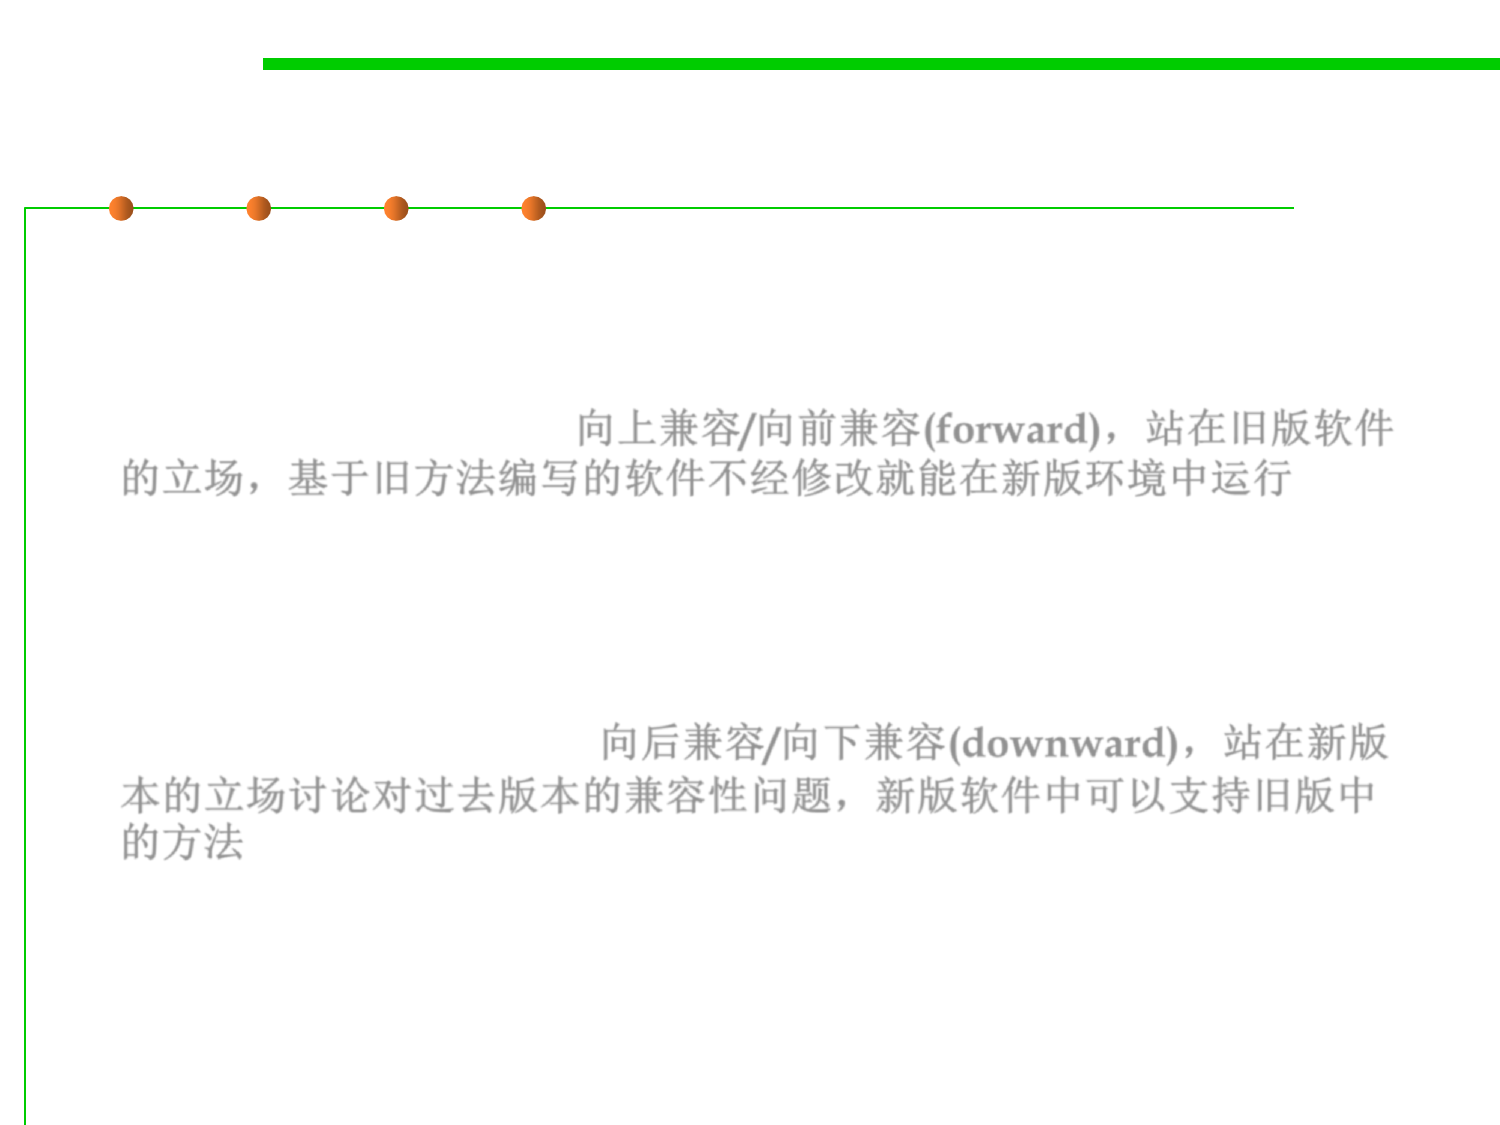 向上兼容/向前兼容(forward)，站在旧版软件
的立场，基于旧方法编写的软件不经修改就能在新版环境中运行
向后兼容/向下兼容(downward)，站在新版
本的立场讨论对过去版本的兼容性问题，新版软件中可以支持旧版中
的方法